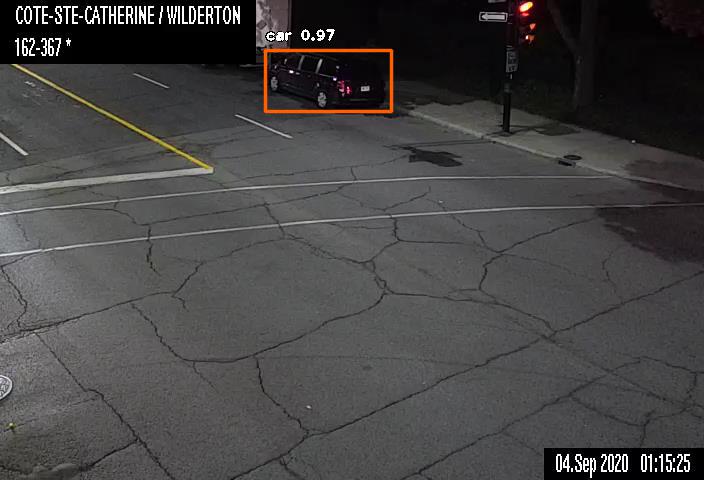 COTE-STE-CATHERINE / WILDERTON
162-367 *
car 0.97
04.Sep 2020 01:15:25